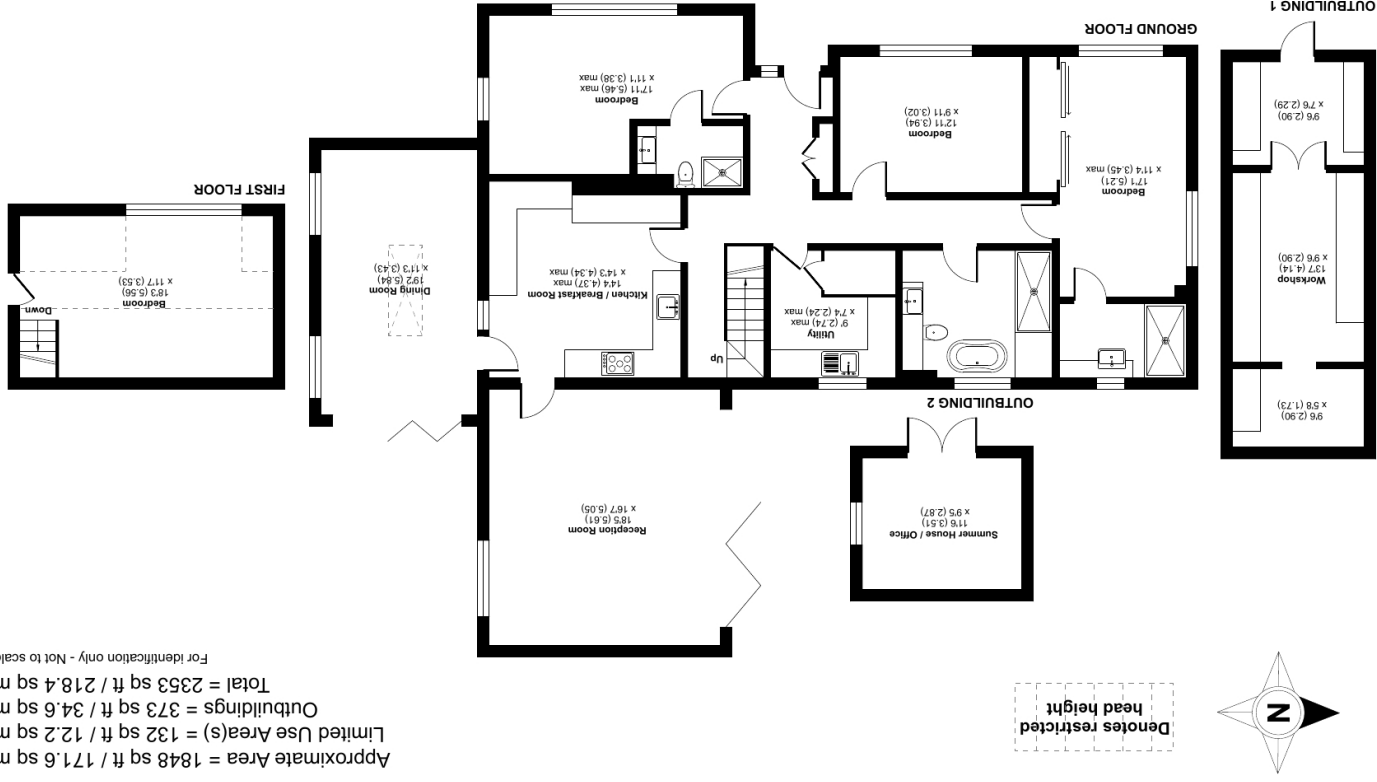 Approximate Area = 1848 sq ft / 171.6 sq m
Limited Use Area(s) = 132 sq ft / 12.2 sq m
Outbuildings = 373 sq ft / 34.6 sq m
Total = 2353 sq ft / 218.4 sq m
For identification only - Not to scale
N
Denotes restricted
head height
Reception Room
18'5 (5.61)
x 16'7 (5.05)
Summer House / Office
11'6 (3.51)
x 9'5 (2.87)
OUTBUILDING 2
9'6 (2.90)
x 5'8 (1.73)
Workshop
13'7 (4.14)
x 9'6 (2.90)
9'6 (2.90)
x 7'6 (2.29)
OUTBUILDING 1
Up
Utility
9' (2.74) max
x 7'4 (2.24) max
Kitchen / Breakfast Room
14'4 (4.37) max
x 14'3 (4.34) max
Dining Room
19'2 (5.84)
x 11'3 (3.43)
Down
Bedroom
18'3 (5.56)
x 11'7 (3.53)
FIRST FLOOR
Bedroom
17'1 (5.21)
x 11'4 (3.45) max
Bedroom
12'11 (3.94)
x 9'11 (3.02)
Bedroom
17'11 (5.46) max
x 11'1 (3.38) max
GROUND FLOOR